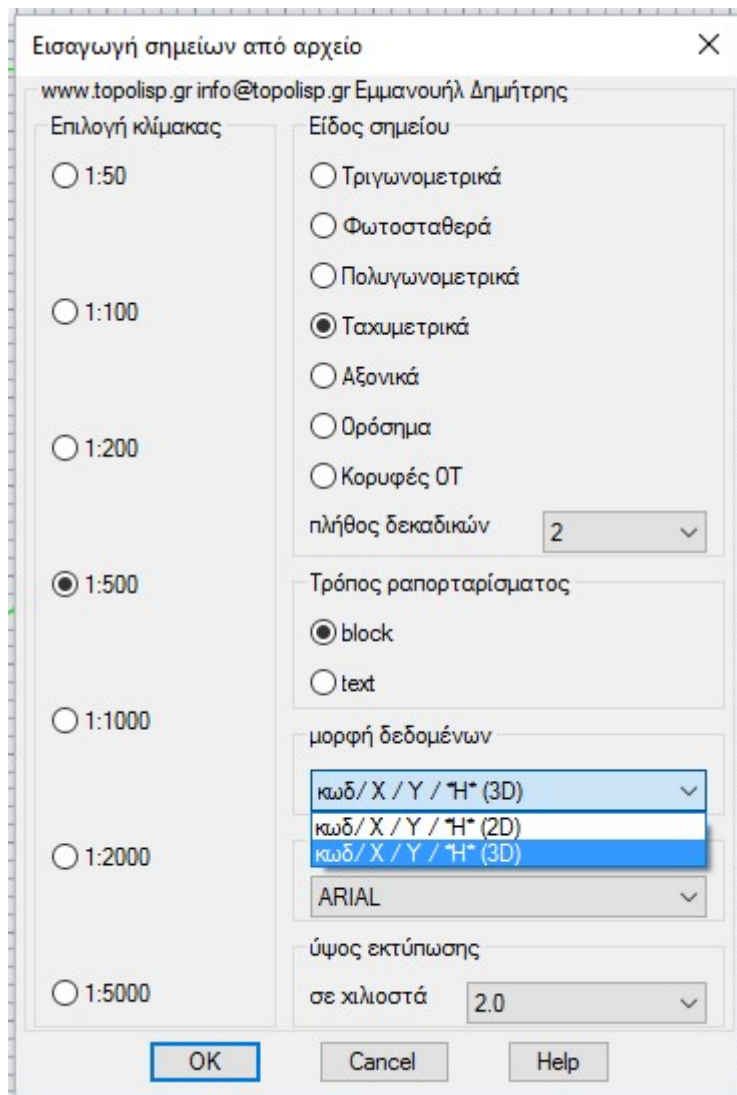 Εισαγωγή σημείων από αρχείο
www.topolisp.gr info@topolisp.gr Εμμανουήλ Δημήτρης
Επιλογή κλίμακας
1:50
1:100
1:200
1:500
1:1000
1:2000
1:5000
Είδος σημείου
Τριγωνομετρικά
Φωτοσταθερά
Πολυγωνομετρικά
Ταχυμετρικά
Αξονικά
Ορόσημα
Κορυφές ΟΤ
πλήθος δεκαδικών 2
Τρόπος ραπορταρίσματος
block
text
μορφή δεδομένων
κωδ/ X / Y / *H* (3D)
κωδ/ X / Y / *H* (2D)
κωδ/ X / Y / *H* (3D)
ARIAL
ύψος εκτύπωσης
σε χιλιοστά 2.0
OK Cancel Help